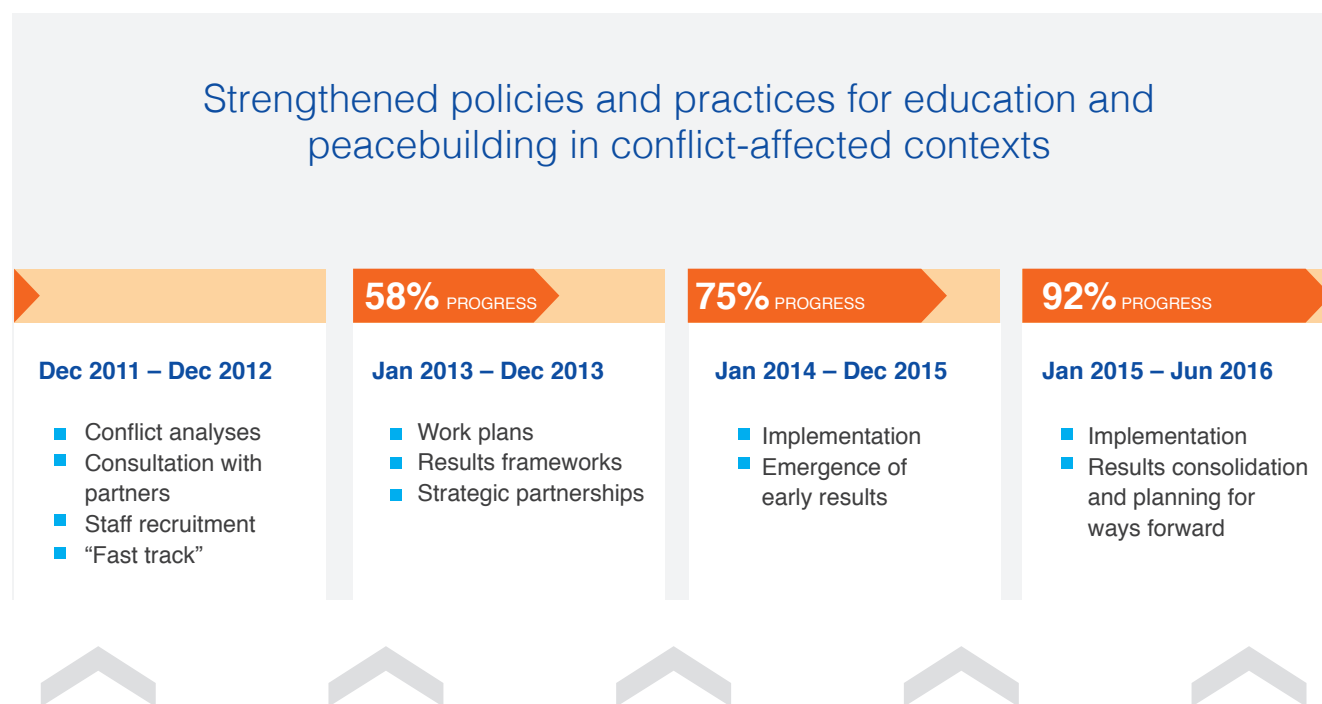 Strengthened policies and practices for education and
peacebuilding in conflict-affected contexts
Dec 2011 – Dec 2012
Conflict analyses
Consultation with
partners
Staff recruitment
“Fast track”
58% PROGRESS
Jan 2013 – Dec 2013
Work plans
Results frameworks
Strategic partnerships
75% PROGRESS
Jan 2014 – Dec 2015
Implementation
Emergence of
early results
92% PROGRESS
Jan 2015 – Jun 2016
Implementation
Results consolidation
and planning for
ways forward